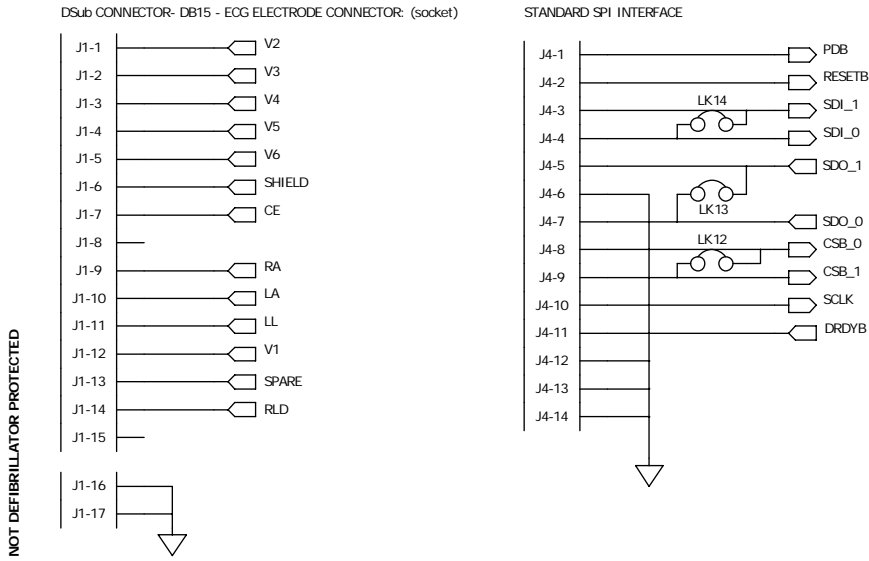 DSub CONNECTOR- DB15 - ECG ELECTRODE CONNECTOR: (socket)
J1-1 V2
J1-2 V3
J1-3 V4
J1-4 V5
J1-5 V6
J1-6 SHIELD
J1-7 CE
J1-8
J1-9 RA
J1-10 LA
J1-11 LL
J1-12 V1
J1-13 SPARE
J1-14 RLD
J1-15
J1-16
J1-17
NOT DEFIBRILLATOR PROTECTED
STANDARD SPI INTERFACE
J4-1 PDB
J4-2 RESETB
J4-3 LK14 SDI_1
J4-4 SDI_0
J4-5 SDO_1
J4-6
LK13
J4-7 SDO_0
J4-8 LK12 CSB_0
J4-9 CSB_1
J4-10 SCLK
J4-11 DRDYB
J4-12
J4-13
J4-14